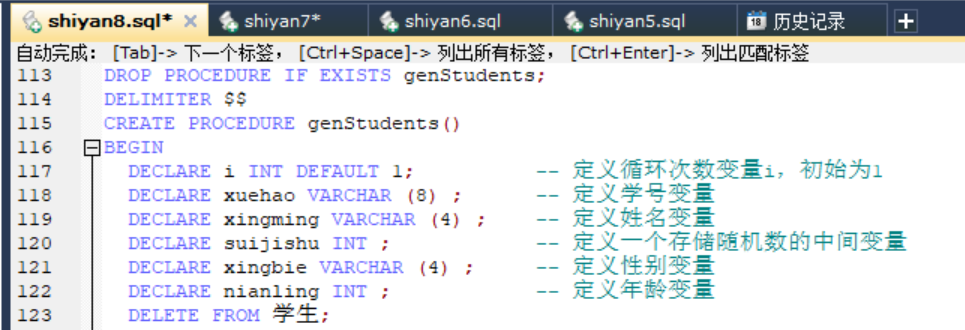 shiyan8.sql* × shiyan7* shiyan6.sql shiyan5.sql 18 历史记录 +
自动完成: [Tab]-> 下一个标签, [Ctrl+Space]-> 列出所有标签, [Ctrl+Enter]-> 列出匹配标签
113 DROP PROCEDURE IF EXISTS genStudents;
114 DELIMITER $$
115 CREATE PROCEDURE genStudents()
116 BEGIN
117 DECLARE i INT DEFAULT 1; -- 定义循环次数变量i，初始为1
118 DECLARE xuehao VARCHAR (8) ; -- 定义学号变量
119 DECLARE xingming VARCHAR (4) ; -- 定义姓名变量
120 DECLARE suijishu INT ; -- 定义一个存储随机数的中间变量
121 DECLARE xingbie VARCHAR (4) ; -- 定义性别变量
122 DECLARE nianling INT ; -- 定义年龄变量
123 DELETE FROM 学生;